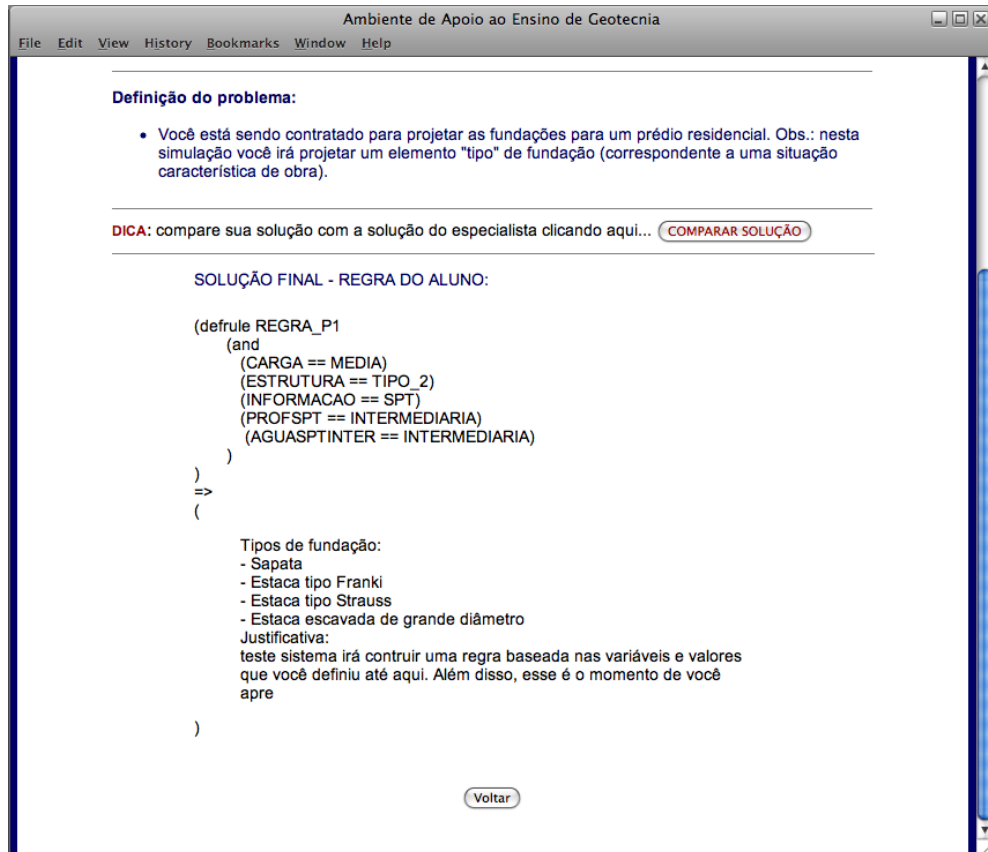 Ambiente de Apoio ao Ensino de Geotecnia
File Edit View History Bookmarks Window Help
Definição do problema:
• Você está sendo contratado para projetar as fundações para um prédio residencial. Obs.: nesta
simulação você irá projetar um elemento "tipo" de fundação (correspondente a uma situação
característica de obra).
DICA: compare sua solução com a solução do especialista clicando aqui... COMPARAR SOLUÇÃO
SOLUÇÃO FINAL - REGRA DO ALUNO:
(defrule REGRA_P1
(and
(CARGA == MEDIA)
(ESTRUTURA == TIPO_2)
(INFORMACAO == SPT)
(PROFSPT == INTERMEDIARIA)
(AGUASPTINTER == INTERMEDIARIA)
)
)
=>
(
Tipos de fundação:
- Sapata
- Estaca tipo Franki
- Estaca tipo Strauss
- Estaca escavada de grande diâmetro
Justificativa:
teste sistema irá contruir uma regra baseada nas variáveis e valores
que você definiu até aqui. Além disso, esse é o momento de você
apre
)
Voltar